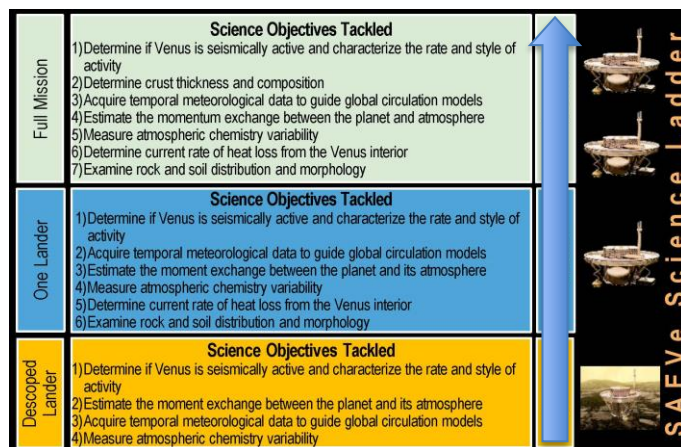 Full Mission
Science Objectives Tackled
1)Determine if Venus is seismically active and characterize the rate and style of
activity
2)Determine crust thickness and composition
3)Acquire temporal meteorological data to guide global circulation models
4)Estimate the momentum exchange between the planet and atmosphere
5)Measure atmospheric chemistry variability
6)Determine current rate of heat loss from the Venus interior
7)Examine rock and soil distribution and morphology
One Lander
Science Objectives Tackled
1)Determine if Venus is seismically active and characterize the rate and style of
activity
2)Acquire temporal meteorological data to guide global circulation models
3)Estimate the moment exchange between the planet and its atmosphere
4)Measure atmospheric chemistry variability
5)Determine current rate of heat loss from the Venus interior
6)Examine rock and soil distribution and morphology
Descoped
Lander
Science Objectives Tackled
1)Determine if Venus is seismically active and characterize the rate and style of
activity
2)Estimate the moment exchange between the planet and its atmosphere
3)Acquire temporal meteorological data to guide global circulation models
4)Measure atmospheric chemistry variability
SAEVe Science Ladder